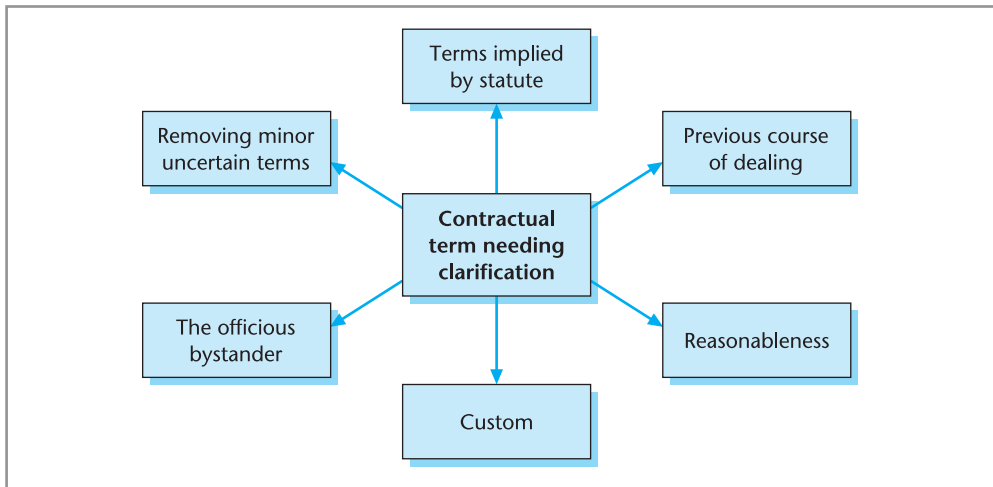 Terms implied
by statute
Removing minor
uncertain terms
Previous course
of dealing
Contractual
term needing
clarification
The officious
bystander
Reasonableness
Custom